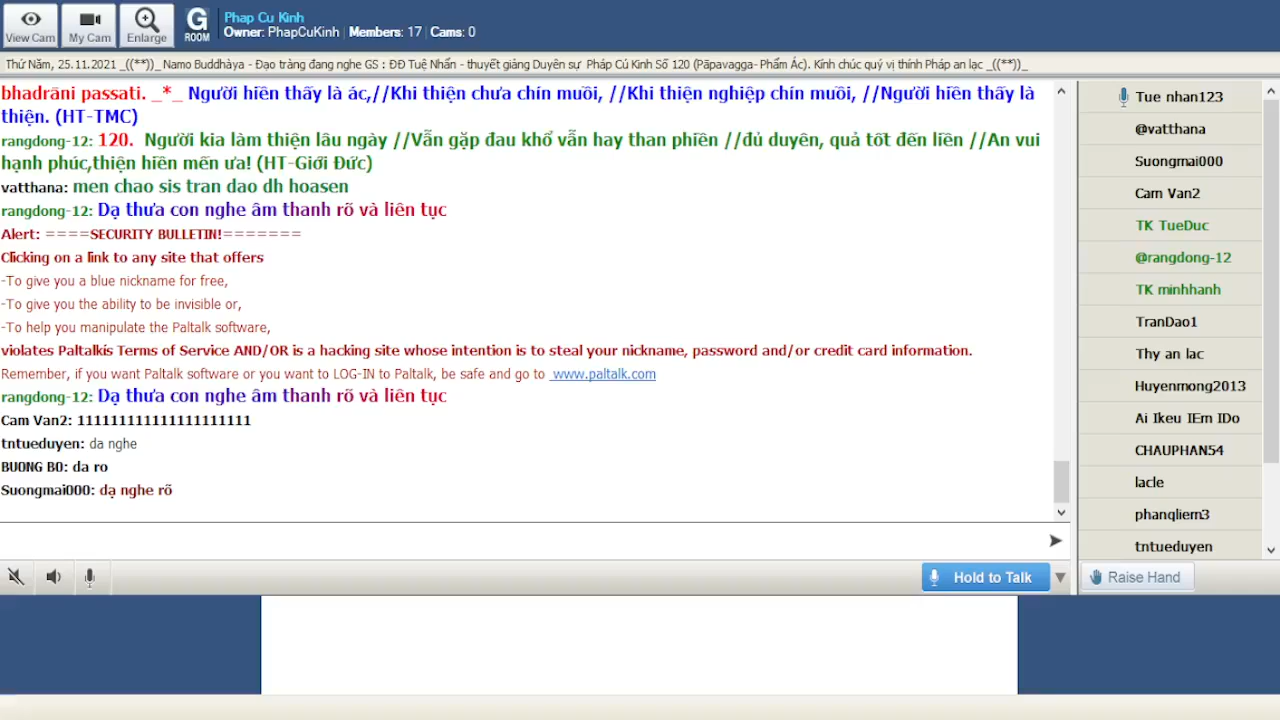 View Cam
My Cam
Enlarge
G
ROOM
Phap Cu Kinh
Owner: PhapCuKinh | Members: 17 | Cams: 0
Thứ Năm, 25.11.2021 _((**))_ Namo Buddhàya - Đạo tràng đang nghe GS : ĐĐ Tuệ Nhẩn - thuyết giảng Duyên sự Pháp Cú Kinh Số 120 (Pāpavagga- Phẩm Ác). Kính chúc quý vị thính Pháp an lạc _((**))_
bhadrāni passati. _*_ Người hiền thấy là ác,//Khi thiện chưa chín muồi, //Khi thiện nghiệp chín muồi, //Người hiền thấy là
thiện. (HT-TMC)
rangdong-12: 120. Người kia làm thiện lâu ngày //Vẫn gặp đau khổ vẫn hay than phiền //đủ duyên, quả tốt đến liền //An vui
hạnh phúc,thiện hiền mến ưa! (HT-Giới Đức)
vatthana: men chao sis tran dao dh hoasen
rangdong-12: Dạ thưa con nghe âm thanh rõ và liên tục
Alert: ====SECURITY BULLETIN!=======
Clicking on a link to any site that offers
-To give you a blue nickname for free,
-To give you the ability to be invisible or,
-To help you manipulate the Paltalk software,
violates Paltalkís Terms of Service AND/OR is a hacking site whose intention is to steal your nickname, password and/or credit card information.
Remember, if you want Paltalk software or you want to LOG-IN to Paltalk, be safe and go to www.paltalk.com
rangdong-12: Dạ thưa con nghe âm thanh rõ và liên tục
Cam Van2: 111111111111111111111
tntueduyen: da nghe
BUONG B0: da ro
Suongmai000: dạ nghe rõ
Hold to Talk
Tue nhan123
@vatthana
Suongmai000
Cam Van2
TK TueDuc
@rangdong-12
TK minhhanh
TranDao1
Thy an lac
Huyenmong2013
Ai Ikeu IEm IDo
CHAUPHAN54
lacle
phanqliem3
tntueduyen
Raise Hand